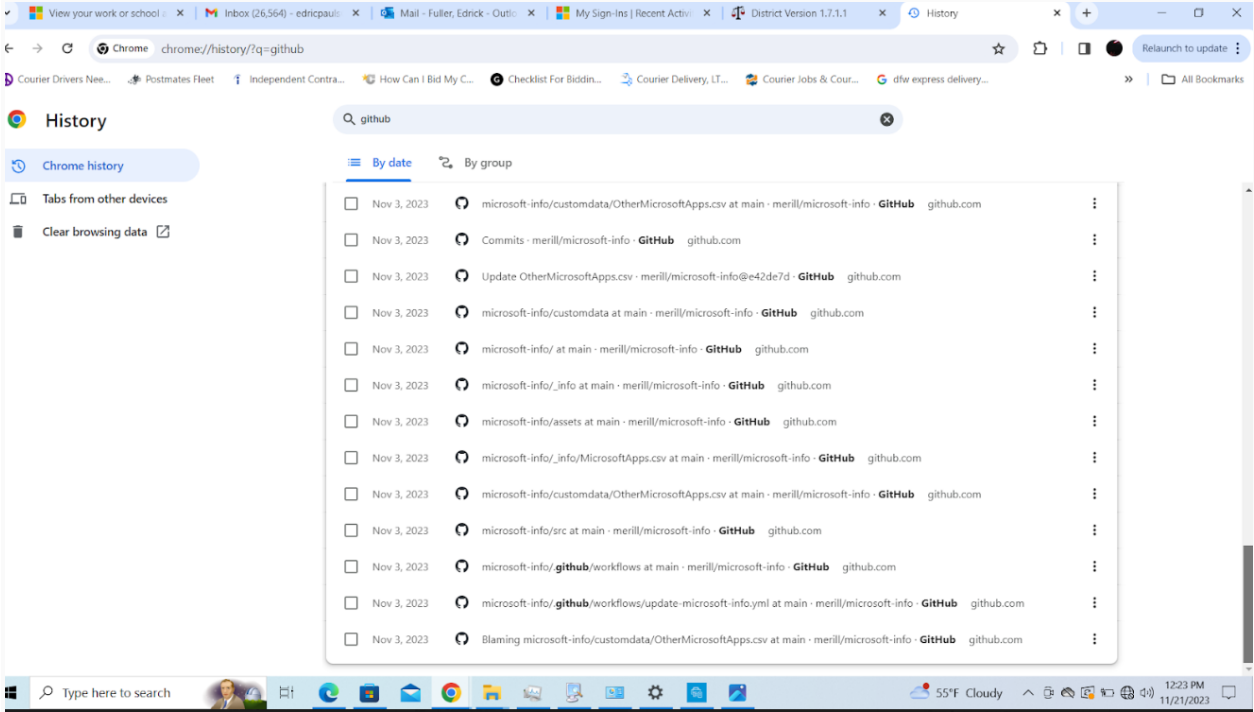 View your work or school a
Inbox (26,564) - edricpauls
Mail - Fuller, Edrick - Outlo
My Sign-Ins | Recent Activi
District Version 1.7.1.1
History
Chrome chrome://history/?q=github Relaunch to update
Courier Drivers Nee... Postmates Fleet Independent Contra... How Can I Bid My C... Checklist For Biddin... Courier Delivery, LT... Courier Jobs & Cour... dfw express delivery... » All Bookmarks
History
github
Chrome history
Tabs from other devices
Clear browsing data
By date By group
Nov 3, 2023 microsoft-info/customdata/OtherMicrosoftApps.csv at main · merill/microsoft-info · GitHub github.com
Nov 3, 2023 Commits · merill/microsoft-info · GitHub github.com
Nov 3, 2023 Update OtherMicrosoftApps.csv · merill/microsoft-info@e42de7d · GitHub github.com
Nov 3, 2023 microsoft-info/customdata at main · merill/microsoft-info · GitHub github.com
Nov 3, 2023 microsoft-info/ at main · merill/microsoft-info · GitHub github.com
Nov 3, 2023 microsoft-info/_info at main · merill/microsoft-info · GitHub github.com
Nov 3, 2023 microsoft-info/assets at main · merill/microsoft-info · GitHub github.com
Nov 3, 2023 microsoft-info/_info/MicrosoftApps.csv at main · merill/microsoft-info · GitHub github.com
Nov 3, 2023 microsoft-info/customdata/OtherMicrosoftApps.csv at main · merill/microsoft-info · GitHub github.com
Nov 3, 2023 microsoft-info/src at main · merill/microsoft-info · GitHub github.com
Nov 3, 2023 microsoft-info/.github/workflows at main · merill/microsoft-info · GitHub github.com
Nov 3, 2023 microsoft-info/.github/workflows/update-microsoft-info.yml at main · merill/microsoft-info · GitHub github.com
Nov 3, 2023 Blaming microsoft-info/customdata/OtherMicrosoftApps.csv at main · merill/microsoft-info · GitHub github.com
Type here to search
55°F Cloudy
12:23 PM
11/21/2023